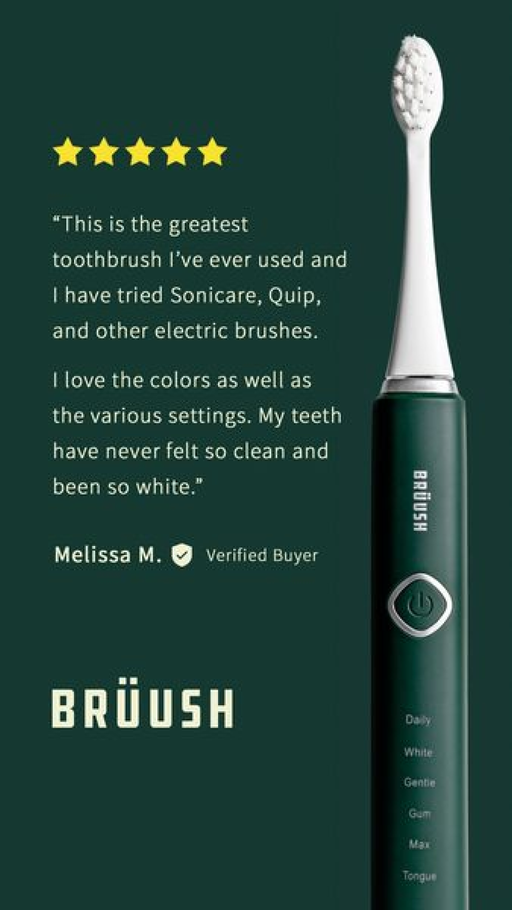 “This is the greatest
toothbrush I’ve ever used and
I have tried Sonicare, Quip,
and other electric brushes.
I love the colors as well as
the various settings. My teeth
have never felt so clean and
been so white.”
Melissa M. Verified Buyer
BRÜUSH
BRÜUSH
Daily
White
Gentle
Gum
Max
Tongue